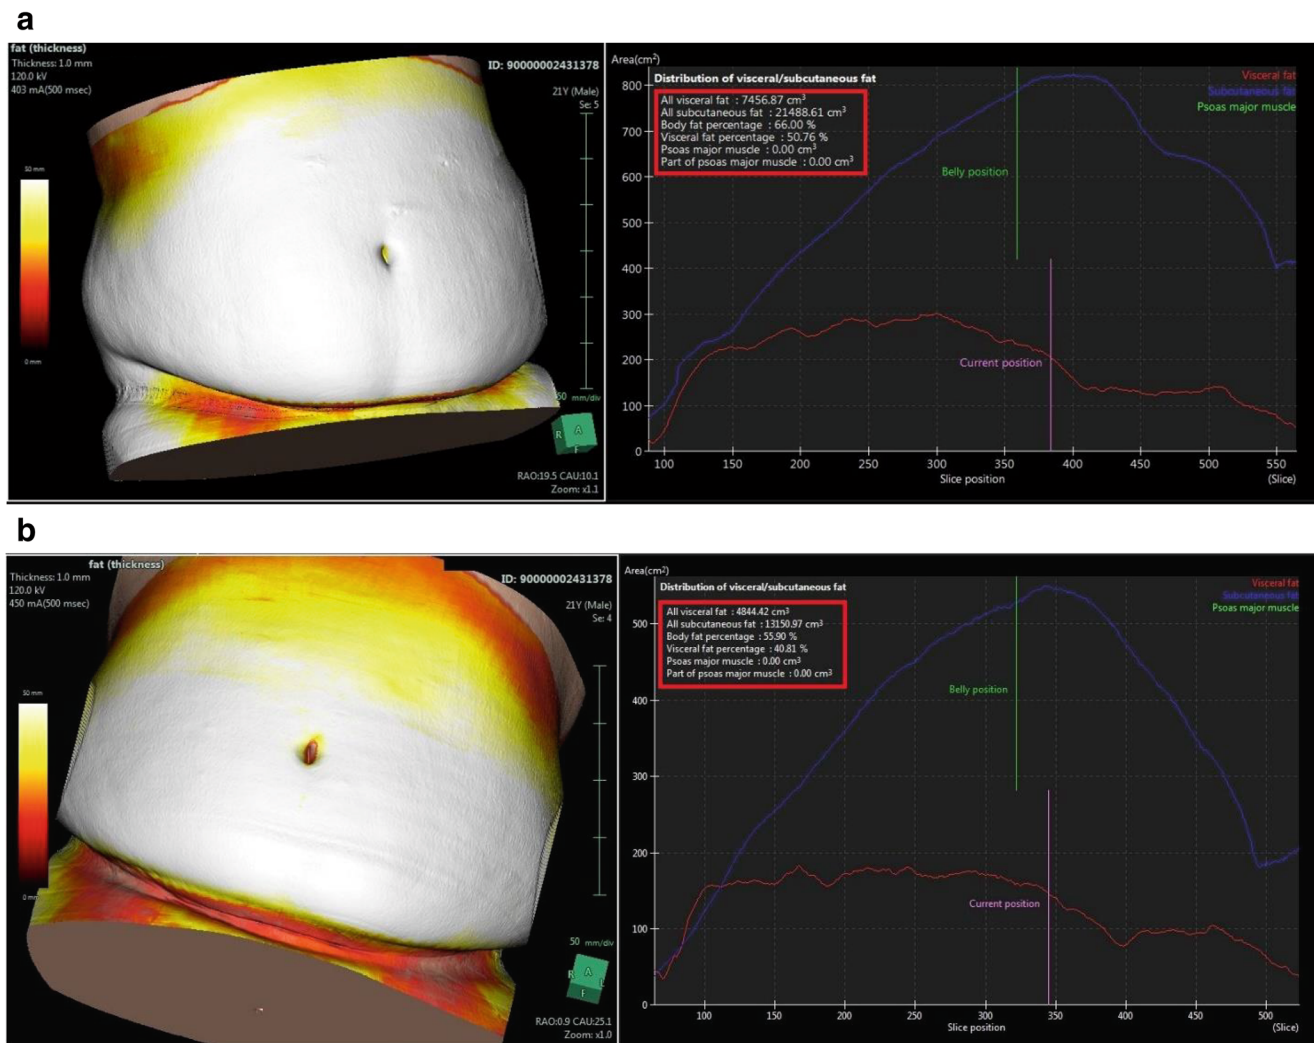 a
fat (thickness)
Thickness: 1.0 mm
120.0 kV
403 mA(500 msec)
ID: 90000002431378
21Y (Male)
Se: 5
50 mm
0 mm
50 mm/div
R A
F
RAO:19.5 CAU:10.1
Zoom: x1.1
Area(cm²)
Distribution of visceral/subcutaneous fat
All visceral fat : 7456.87 cm³
All subcutaneous fat : 21488.61 cm³
Body fat percentage : 66.00 %
Visceral fat percentage : 50.76 %
Psoas major muscle : 0.00 cm³
Part of psoas major muscle : 0.00 cm³
Visceral fat
Subcutaneous fat
Psoas major muscle
Belly position
Current position
800
700
600
500
400
300
200
100
0
100 150 200 250 300 350 400 450 500 550
Slice position
(Slice)
b
fat (thickness)
Thickness: 1.0 mm
120.0 kV
450 mA(500 msec)
ID: 90000002431378
21Y (Male)
Se: 4
50 mm
0 mm
50 mm/div
R A L
F
RAO:0.9 CAU:25.1
Zoom: x1.0
Area(cm²)
Distribution of visceral/subcutaneous fat
All visceral fat : 4844.42 cm³
All subcutaneous fat : 13150.97 cm³
Body fat percentage : 55.90 %
Visceral fat percentage : 40.81 %
Psoas major muscle : 0.00 cm³
Part of psoas major muscle : 0.00 cm³
Visceral fat
Subcutaneous fat
Psoas major muscle
Belly position
Current position
500
400
300
200
100
0
100 150 200 250 300 350 400 450 500
Slice position
(Slice)